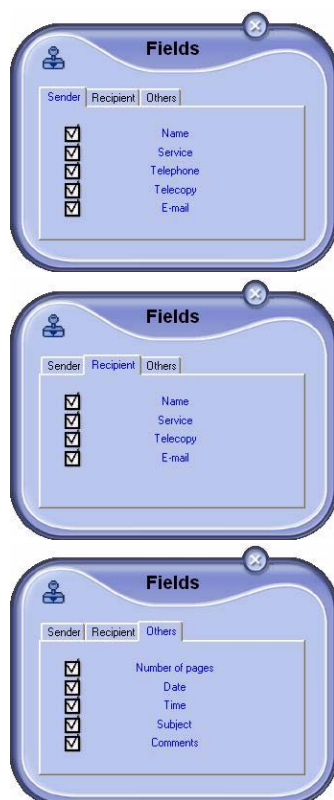 Fields
Sender Recipient Others
Name
Service
Telephone
Telecopy
E-mail
Fields
Sender Recipient Others
Name
Service
Telecopy
E-mail
Fields
Sender Recipient Others
Number of pages
Date
Time
Subject
Comments